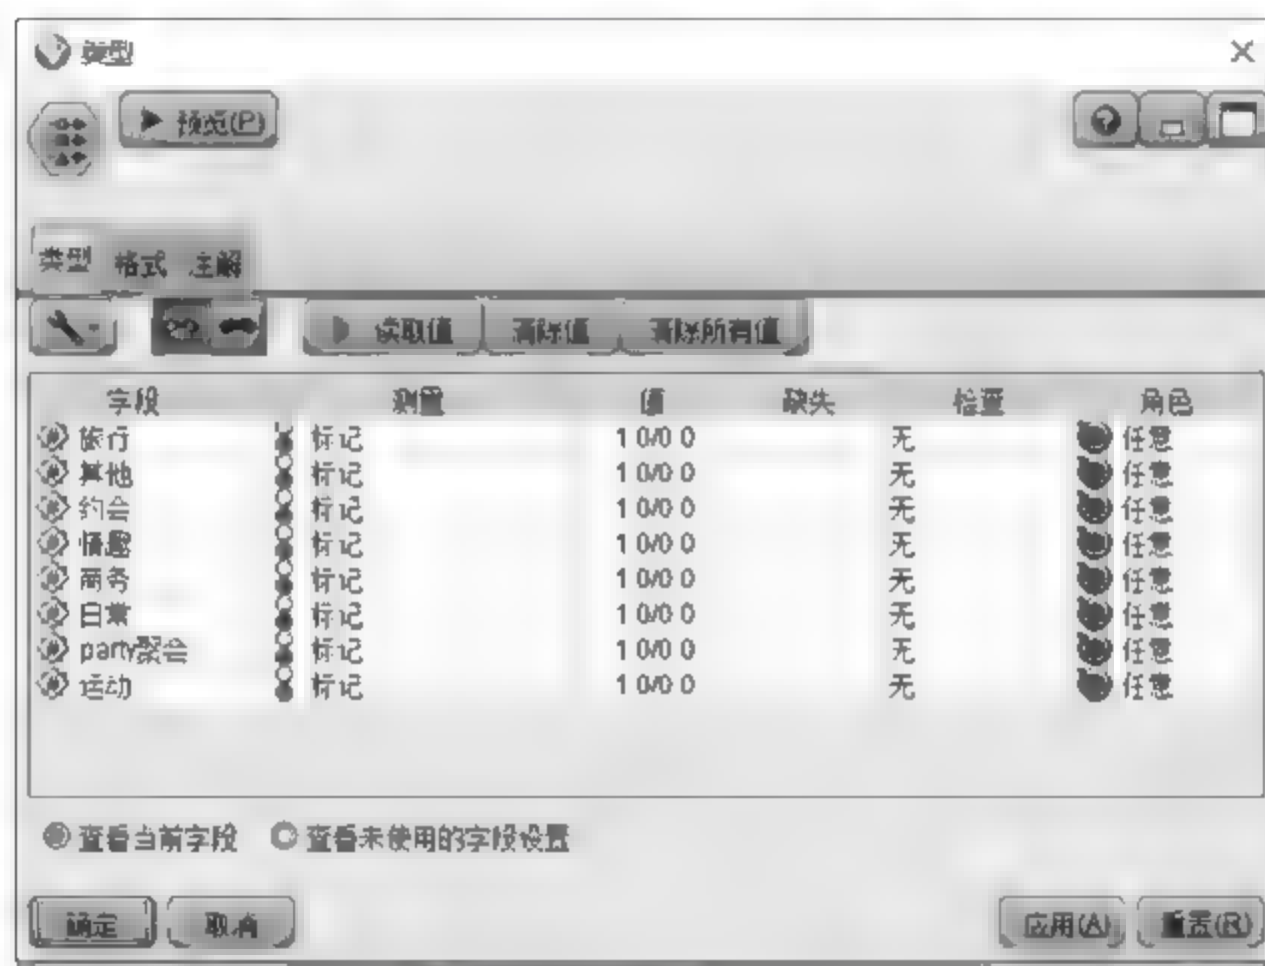 类型
预览(P)
类型 格式 注解
读取值 清除值 清除所有值
字段 测量 值 缺失 检查 角色
旅行 标记 1 0/0 0 无 任意
其他 标记 1 0/0 0 无 任意
约会 标记 1 0/0 0 无 任意
情趣 标记 1 0/0 0 无 任意
商务 标记 1 0/0 0 无 任意
日常 标记 1 0/0 0 无 任意
party聚会 标记 1 0/0 0 无 任意
运动 标记 1 0/0 0 无 任意
查看当前字段 查看未使用的字段设置
确定 取消 应用(A) 重置(R)